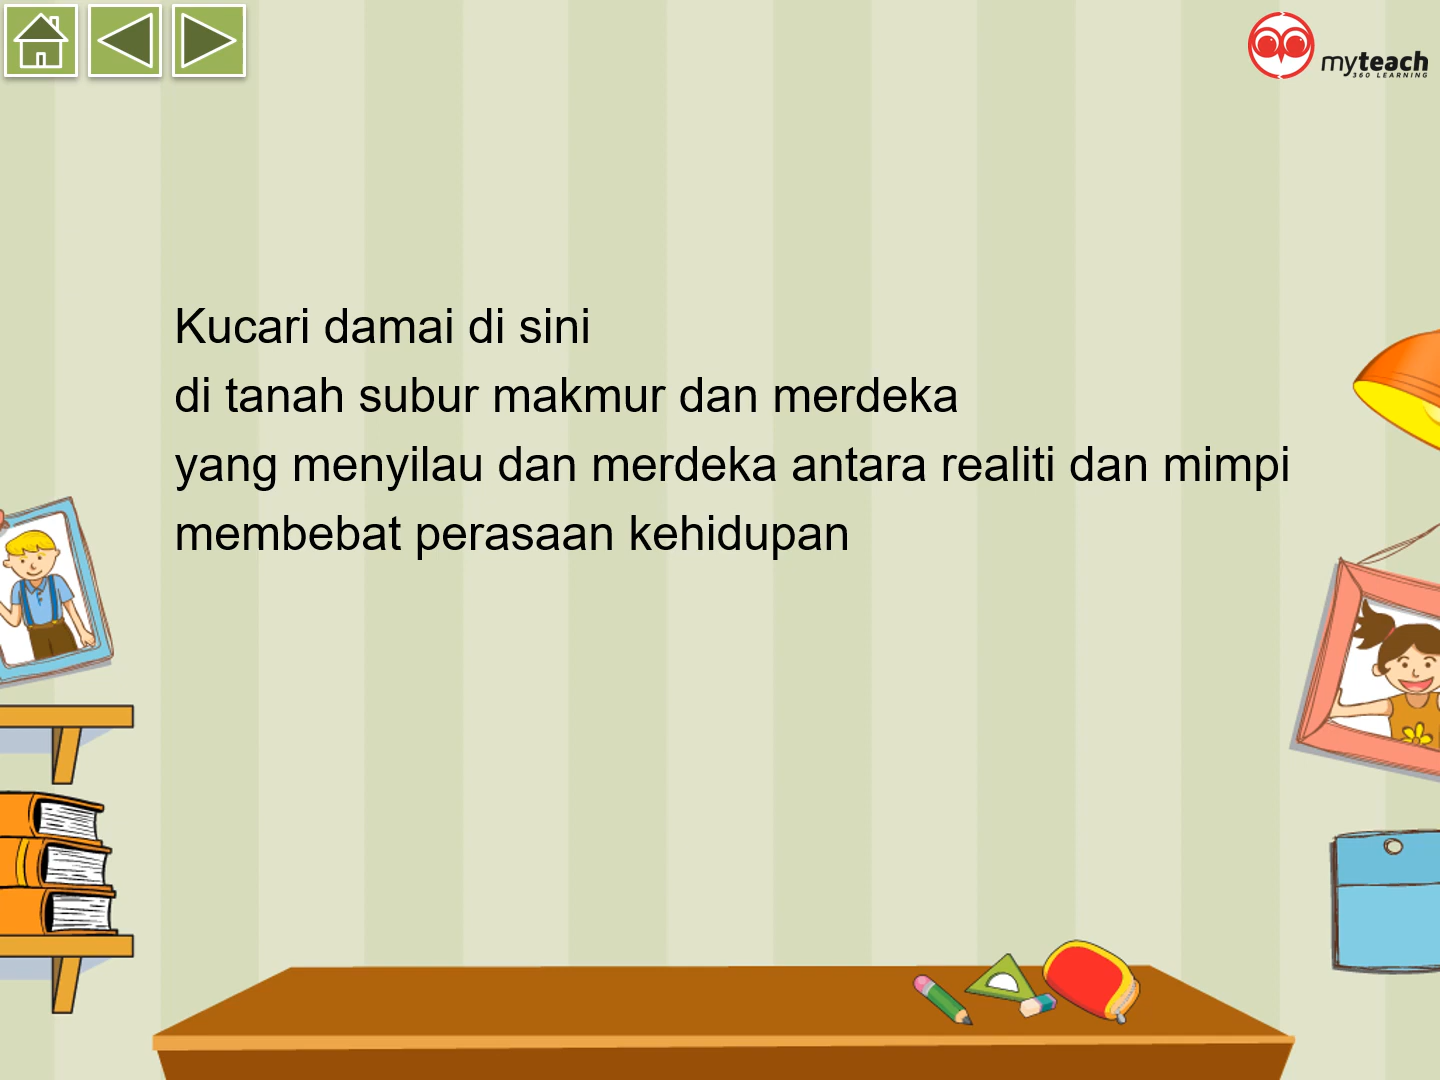 myteach
360 LEARNING
Kucari damai di sini
di tanah subur makmur dan merdeka
yang menyilau dan merdeka antara realiti dan mimpi
membebat perasaan kehidupan